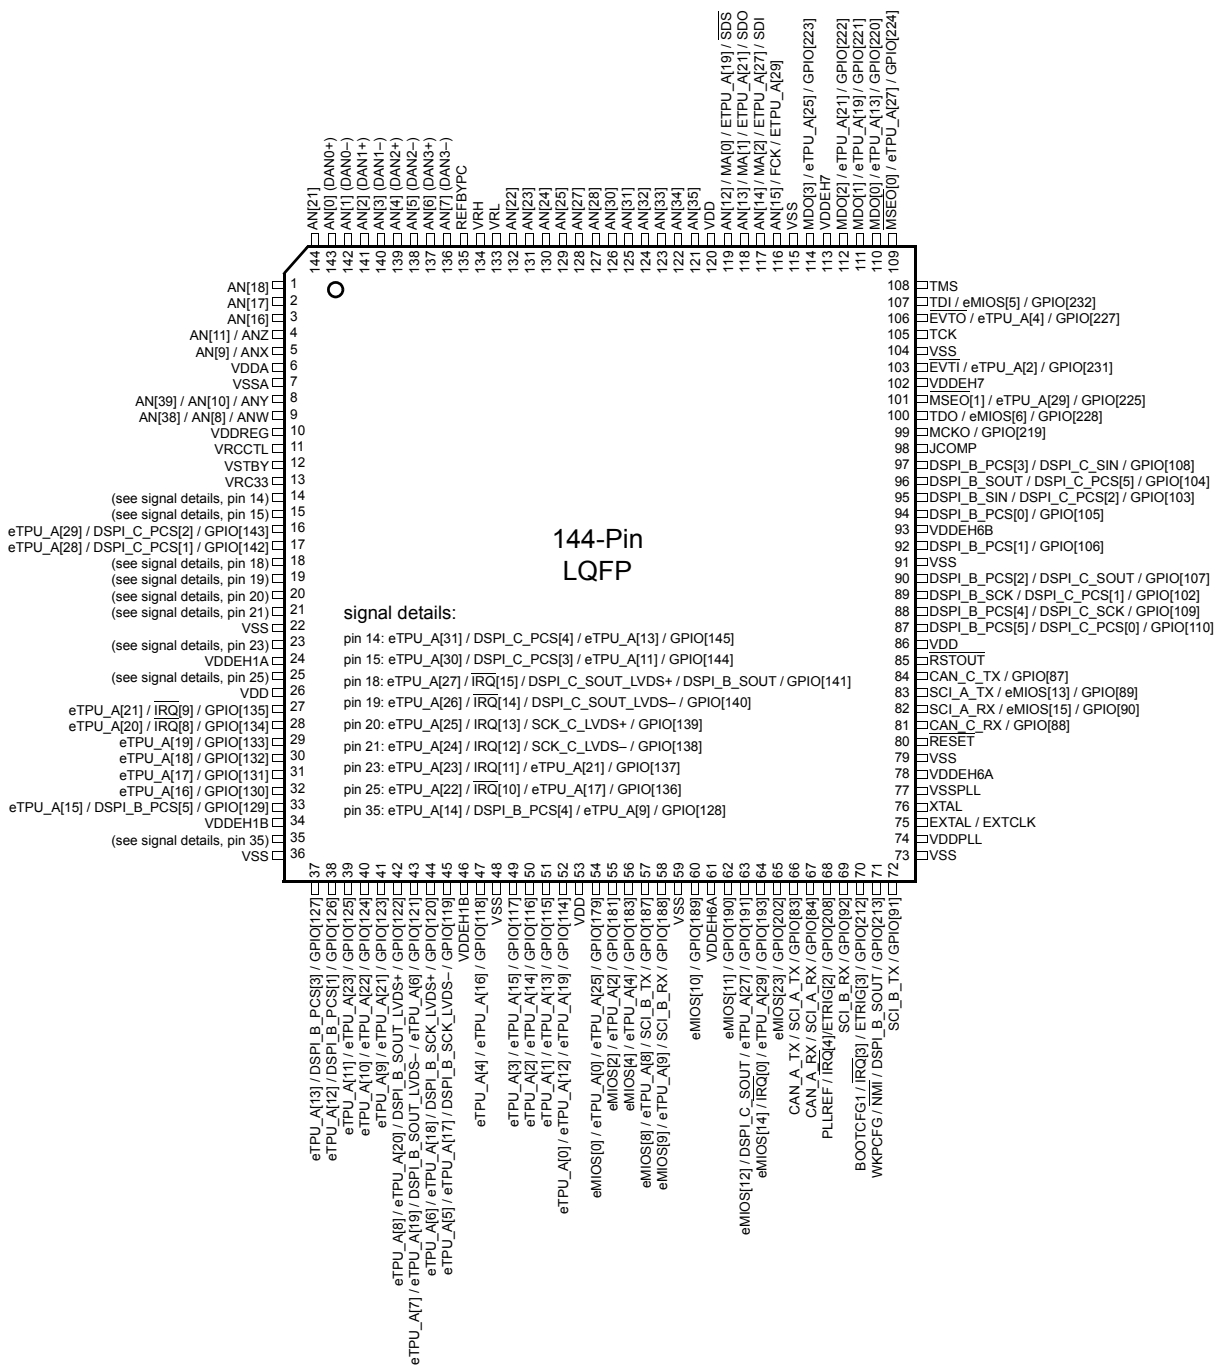 AN[21]
AN[0] (DAN0+)
AN[1] (DAN0–)
AN[2] (DAN1+)
AN[3] (DAN1–)
AN[4] (DAN2+)
AN[5] (DAN2–)
AN[6] (DAN3+)
AN[7] (DAN3–)
REFBYPC
VRH
VRL
AN[22]
AN[23]
AN[24]
AN[25]
AN[27]
AN[28]
AN[30]
AN[31]
AN[32]
AN[33]
AN[34]
AN[35]
VDD
AN[12] / MA[0] / ETPU_A[19] / SDS
AN[13] / MA[1] / ETPU_A[21] / SDO
AN[14] / MA[2] / ETPU_A[27] / SDI
AN[15] / FCK / ETPU_A[29]
VSS
MDO[3] / eTPU_A[25] / GPIO[223]
VDDEH7
MDO[2] / eTPU_A[21] / GPIO[222]
MDO[1] / eTPU_A[19] / GPIO[221]
MDO[0] / eTPU_A[13] / GPIO[220]
MSEO[0] / eTPU_A[27] / GPIO[224]
144
143
142
141
140
139
138
137
136
135
134
133
132
131
130
129
128
127
126
125
124
123
122
121
120
119
118
117
116
115
114
113
112
111
110
109
AN[18] 1
AN[17] 2
AN[16] 3
AN[11] / ANZ 4
AN[9] / ANX 5
VDDA 6
VSSA 7
AN[39] / AN[10] / ANY 8
AN[38] / AN[8] / ANW 9
VDDREG 10
VRCCTL 11
VSTBY 12
VRC33 13
(see signal details, pin 14) 14
(see signal details, pin 15) 15
eTPU_A[29] / DSPI_C_PCS[2] / GPIO[143] 16
eTPU_A[28] / DSPI_C_PCS[1] / GPIO[142] 17
(see signal details, pin 18) 18
(see signal details, pin 19) 19
(see signal details, pin 20) 20
(see signal details, pin 21) 21
VSS 22
(see signal details, pin 23) 23
VDDEH1A 24
(see signal details, pin 25) 25
VDD 26
eTPU_A[21] / IRQ[9] / GPIO[135] 27
eTPU_A[20] / IRQ[8] / GPIO[134] 28
eTPU_A[19] / GPIO[133] 29
eTPU_A[18] / GPIO[132] 30
eTPU_A[17] / GPIO[131] 31
eTPU_A[16] / GPIO[130] 32
eTPU_A[15] / DSPI_B_PCS[5] / GPIO[129] 33
VDDEH1B 34
(see signal details, pin 35) 35
VSS 36
144-Pin
LQFP
signal details:
pin 14: eTPU_A[31] / DSPI_C_PCS[4] / eTPU_A[13] / GPIO[145]
pin 15: eTPU_A[30] / DSPI_C_PCS[3] / eTPU_A[11] / GPIO[144]
pin 18: eTPU_A[27] / IRQ[15] / DSPI_C_SOUT_LVDS+ / DSPI_B_SOUT / GPIO[141]
pin 19: eTPU_A[26] / IRQ[14] / DSPI_C_SOUT_LVDS– / GPIO[140]
pin 20: eTPU_A[25] / IRQ[13] / SCK_C_LVDS+ / GPIO[139]
pin 21: eTPU_A[24] / IRQ[12] / SCK_C_LVDS– / GPIO[138]
pin 23: eTPU_A[23] / IRQ[11] / eTPU_A[21] / GPIO[137]
pin 25: eTPU_A[22] / IRQ[10] / eTPU_A[17] / GPIO[136]
pin 35: eTPU_A[14] / DSPI_B_PCS[4] / eTPU_A[9] / GPIO[128]
108 TMS
107 TDI / eMIOS[5] / GPIO[232]
106 EVTO / eTPU_A[4] / GPIO[227]
105 TCK
104 VSS
103 EVTI / eTPU_A[2] / GPIO[231]
102 VDDEH7
101 MSEO[1] / eTPU_A[29] / GPIO[225]
100 TDO / eMIOS[6] / GPIO[228]
99 MCKO / GPIO[219]
98 JCOMP
97 DSPI_B_PCS[3] / DSPI_C_SIN / GPIO[108]
96 DSPI_B_SOUT / DSPI_C_PCS[5] / GPIO[104]
95 DSPI_B_SIN / DSPI_C_PCS[2] / GPIO[103]
94 DSPI_B_PCS[0] / GPIO[105]
93 VDDEH6B
92 DSPI_B_PCS[1] / GPIO[106]
91 VSS
90 DSPI_B_PCS[2] / DSPI_C_SOUT / GPIO[107]
89 DSPI_B_SCK / DSPI_C_PCS[1] / GPIO[102]
88 DSPI_B_PCS[4] / DSPI_C_SCK / GPIO[109]
87 DSPI_B_PCS[5] / DSPI_C_PCS[0] / GPIO[110]
86 VDD
85 RSTOUT
84 CAN_C_TX / GPIO[87]
83 SCI_A_TX / eMIOS[13] / GPIO[89]
82 SCI_A_RX / eMIOS[15] / GPIO[90]
81 CAN_C_RX / GPIO[88]
80 RESET
79 VSS
78 VDDEH6A
77 VSSPLL
76 XTAL
75 EXTAL / EXTCLK
74 VDDPLL
73 VSS
37
38
39
40
41
42
43
44
45
46
47
48
49
50
51
52
53
54
55
56
57
58
59
60
61
62
63
64
65
66
67
68
69
70
71
72
eTPU_A[13] / DSPI_B_PCS[3] / GPIO[127]
eTPU_A[12] / DSPI_B_PCS[1] / GPIO[126]
eTPU_A[11] / eTPU_A[23] / GPIO[125]
eTPU_A[10] / eTPU_A[22] / GPIO[124]
eTPU_A[9] / eTPU_A[21] / GPIO[123]
eTPU_A[8] / eTPU_A[20] / DSPI_B_SOUT_LVDS+ / GPIO[122]
eTPU_A[7] / eTPU_A[19] / DSPI_B_SOUT_LVDS– / eTPU_A[6] / GPIO[121]
eTPU_A[6] / eTPU_A[18] / DSPI_B_SCK_LVDS+ / GPIO[120]
eTPU_A[5] / eTPU_A[17] / DSPI_B_SCK_LVDS– / GPIO[119]
VDDEH1B
eTPU_A[4] / eTPU_A[16] / GPIO[118]
VSS
eTPU_A[3] / eTPU_A[15] / GPIO[117]
eTPU_A[2] / eTPU_A[14] / GPIO[116]
eTPU_A[1] / eTPU_A[13] / GPIO[115]
eTPU_A[0] / eTPU_A[12] / eTPU_A[19] / GPIO[114]
VDD
eMIOS[0] / eTPU_A[0] / eTPU_A[25] / GPIO[179]
eMIOS[2] / eTPU_A[2] / GPIO[181]
eMIOS[4] / eTPU_A[4] / GPIO[183]
eMIOS[8] / eTPU_A[8] / SCI_B_TX / GPIO[187]
eMIOS[9] / eTPU_A[9] / SCI_B_RX / GPIO[188]
VSS
eMIOS[10] / GPIO[189]
VDDEH6A
eMIOS[11] / GPIO[190]
eMIOS[12] / DSPI_C_SOUT / eTPU_A[27] / GPIO[191]
eMIOS[14] / IRQ[0] / eTPU_A[29] / GPIO[193]
eMIOS[23] / GPIO[202]
CAN_A_TX / SCI_A_TX / GPIO[83]
CAN_A_RX / SCI_A_RX / GPIO[84]
PLLREF / IRQ[4]/ETRIG[2] / GPIO[208]
SCI_B_RX / GPIO[92]
BOOTCFG1 / IRQ[3] / ETRIG[3] / GPIO[212]
WKPCFG / NMI / DSPI_B_SOUT / GPIO[213]
SCI_B_TX / GPIO[91]